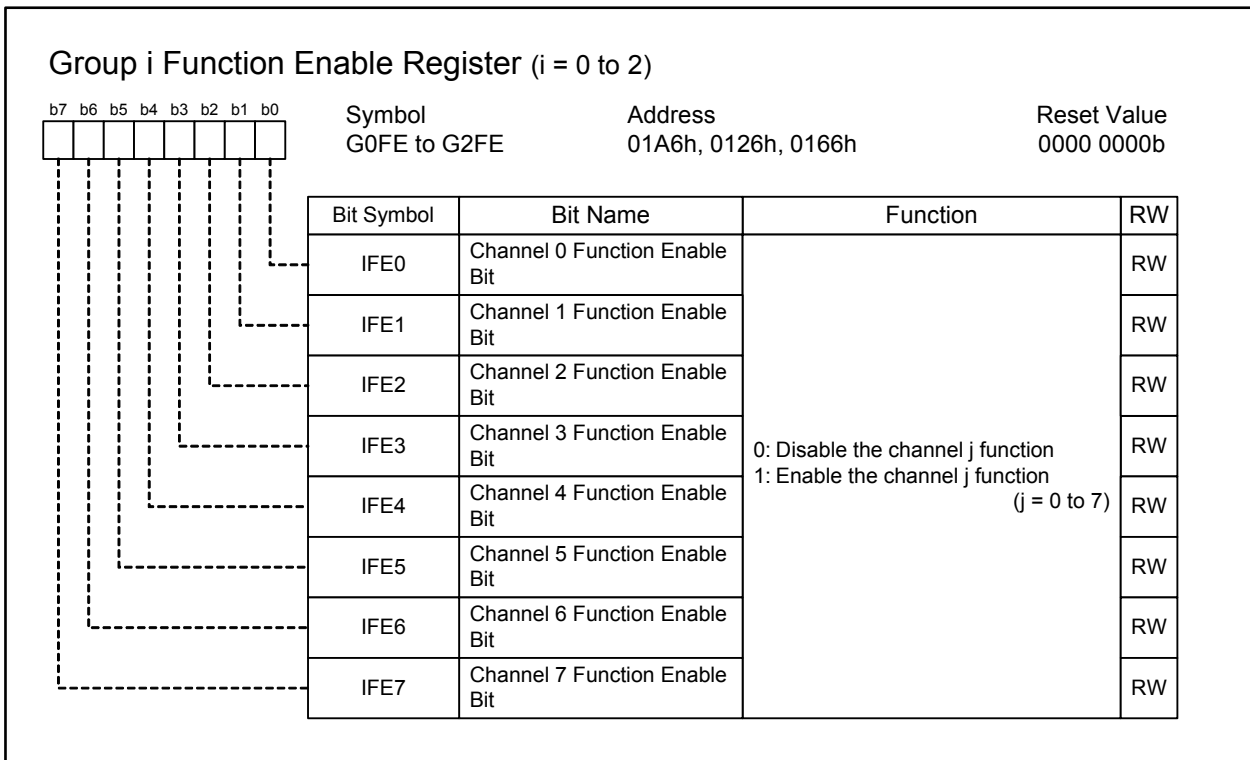 Group i Function Enable Register (i = 0 to 2)
b7 b6 b5 b4 b3 b2 b1 b0
Symbol Address Reset Value
G0FE to G2FE 01A6h, 0126h, 0166h 0000 0000b
Bit Symbol Bit Name Function RW
IFE0 Channel 0 Function Enable Bit RW
IFE1 Channel 1 Function Enable Bit RW
IFE2 Channel 2 Function Enable Bit RW
IFE3 Channel 3 Function Enable Bit RW
0: Disable the channel j function
1: Enable the channel j function
(j = 0 to 7)
IFE4 Channel 4 Function Enable Bit RW
IFE5 Channel 5 Function Enable Bit RW
IFE6 Channel 6 Function Enable Bit RW
IFE7 Channel 7 Function Enable Bit RW